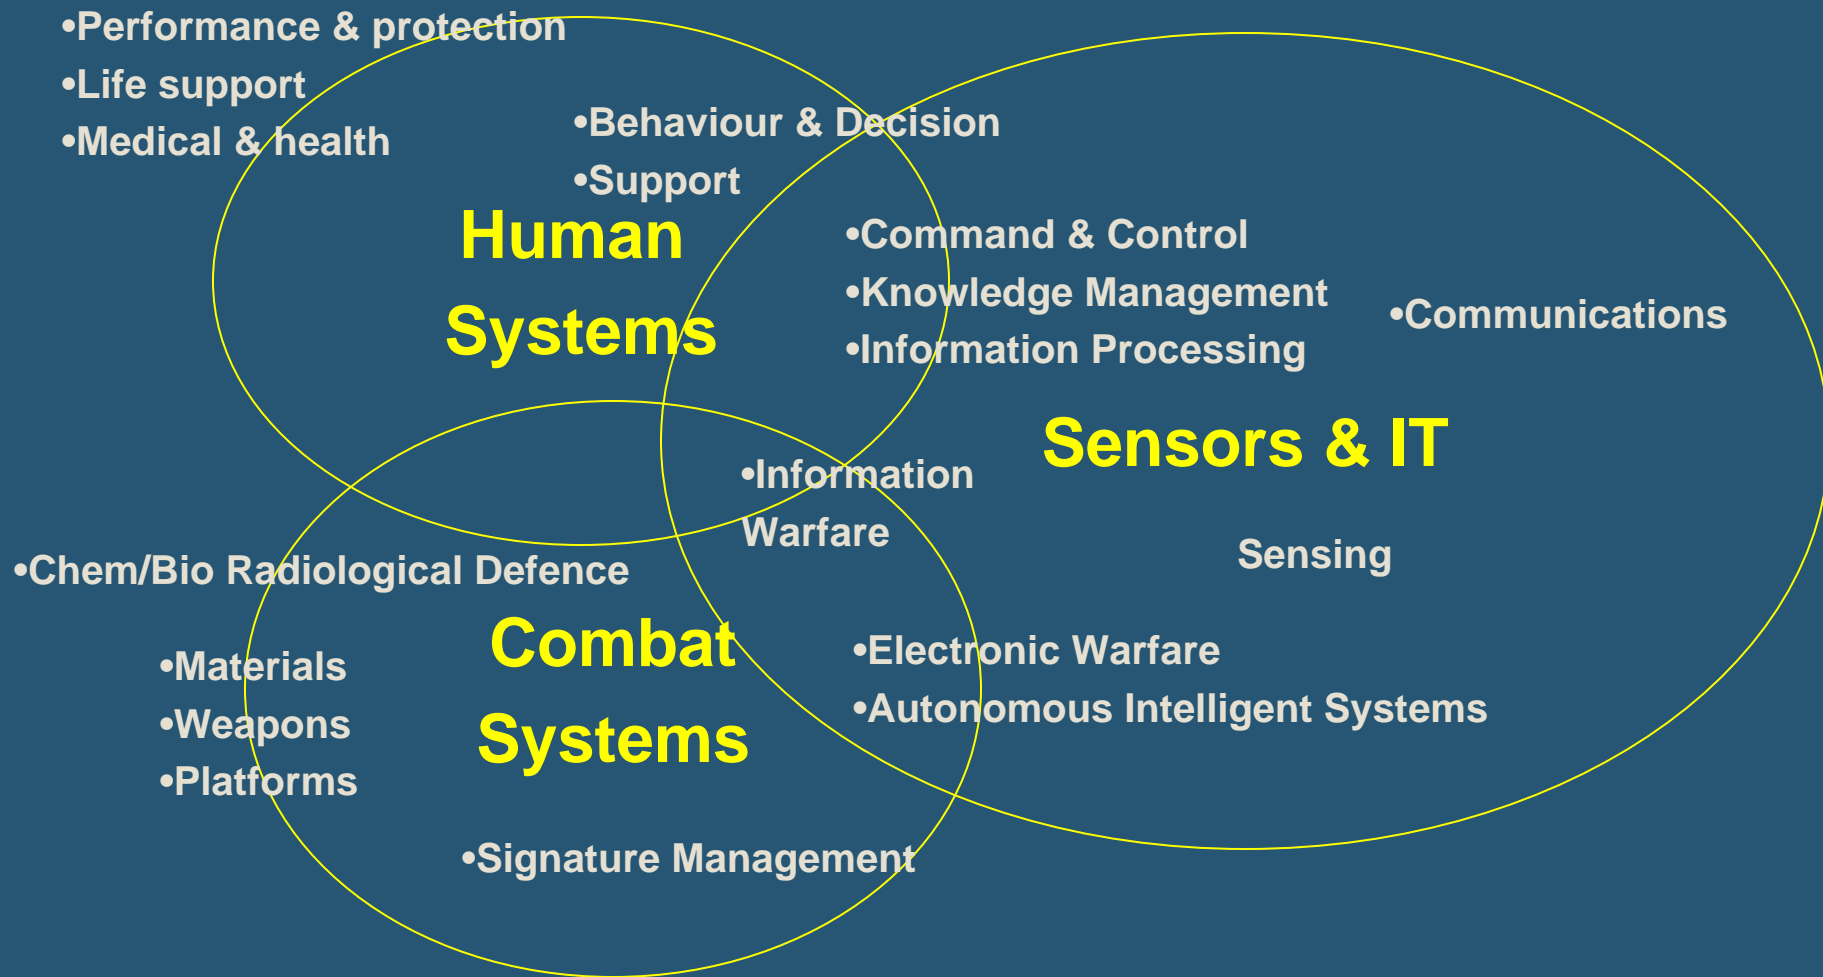 •Performance & protection
•Life support
•Medical & health
•Behaviour & Decision
•Support
Human
Systems
•Command & Control
•Knowledge Management
•Information Processing
•Communications
Sensors & IT
•Information
Warfare
Sensing
•Chem/Bio Radiological Defence
Combat
Systems
•Materials
•Weapons
•Platforms
•Electronic Warfare
•Autonomous Intelligent Systems
•Signature Management